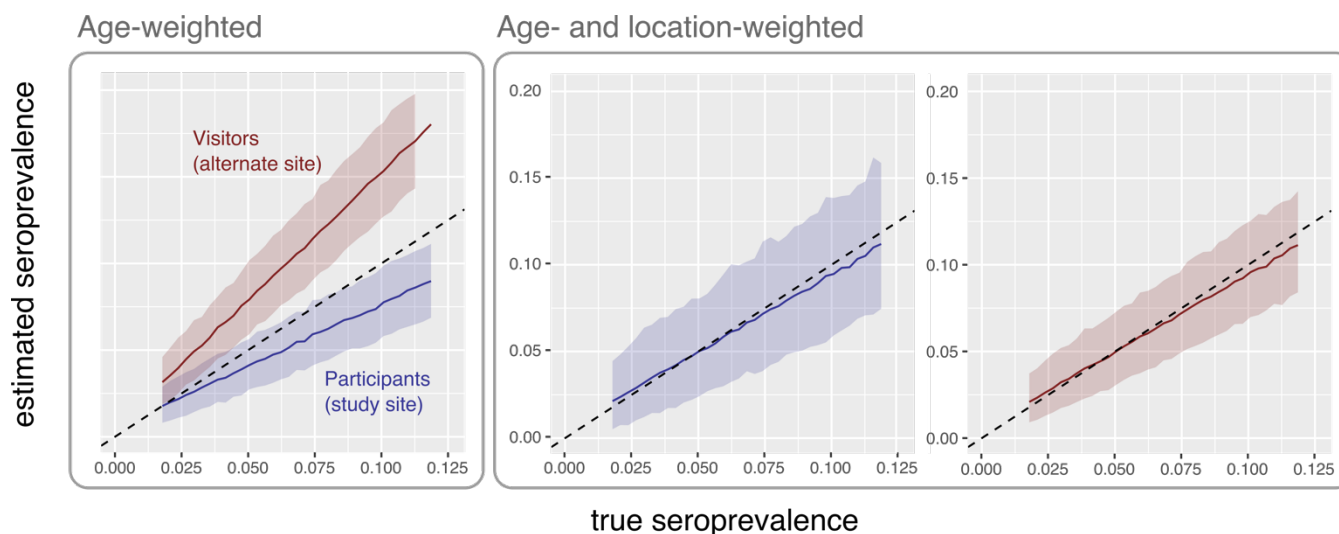 Age-weighted
Age- and location-weighted
estimated seroprevalence
Visitors
(alternate site)
Participants
(study site)
0.000 0.025 0.050 0.075 0.100 0.125
0.20
0.15
0.10
0.05
0.00
0.000 0.025 0.050 0.075 0.100 0.125
0.20
0.15
0.10
0.05
0.00
0.000 0.025 0.050 0.075 0.100 0.125
true seroprevalence